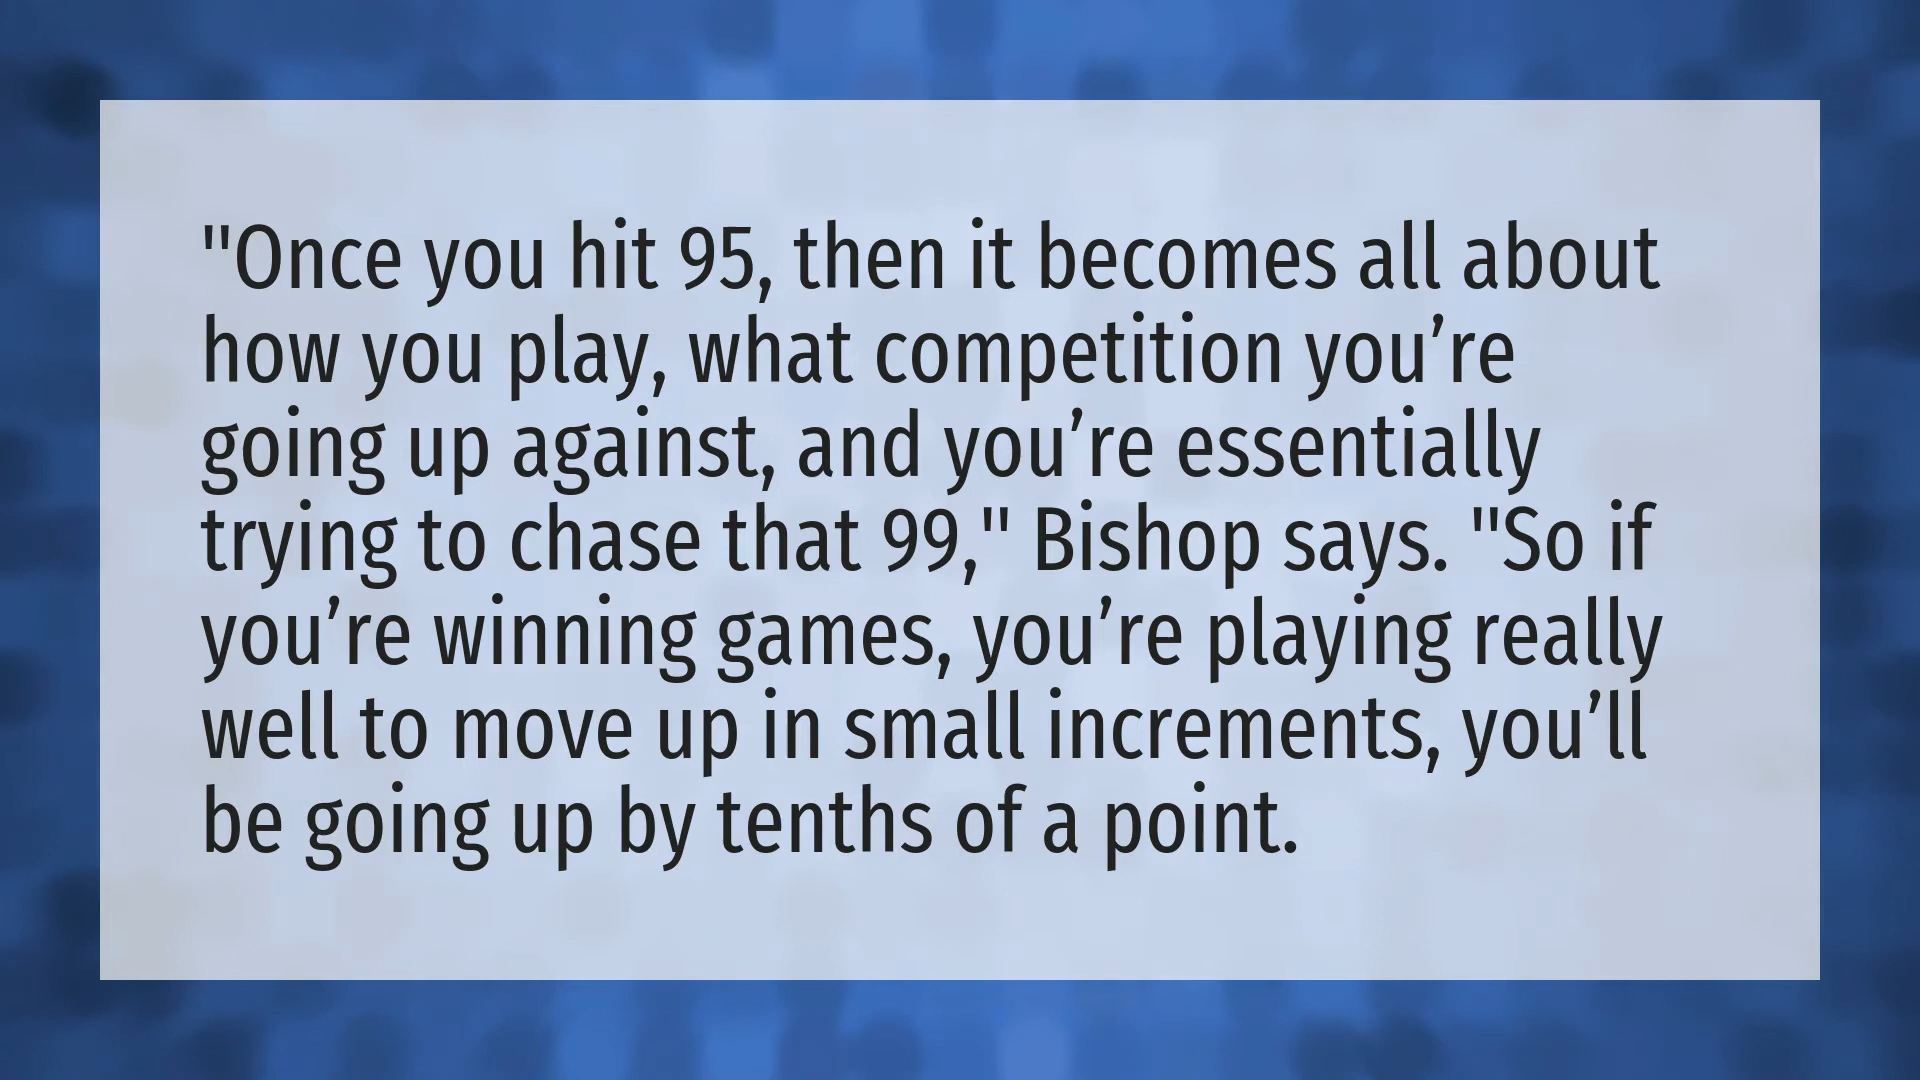 "Once you hit 95, then it becomes all about
how you play, what competition you’re
going up against, and you’re essentially
trying to chase that 99," Bishop says. "So if
you’re winning games, you’re playing really
well to move up in small increments, you’ll
be going up by tenths of a point.